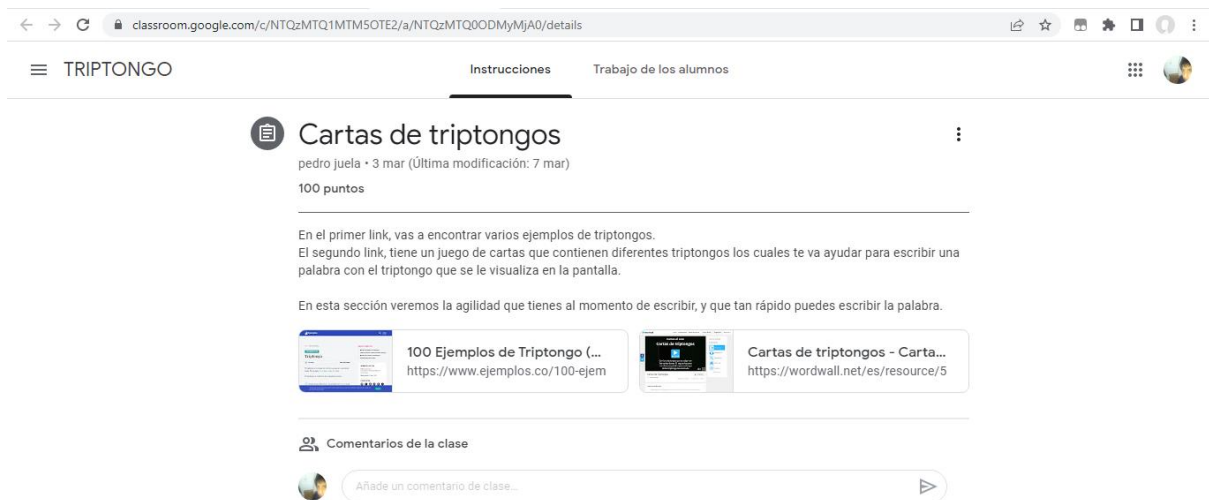 classroom.google.com/c/NTQzMTQ1MTM5OTE2/a/NTQzMTQ0ODMyMjA0/details
TRIPTONGO
Instrucciones Trabajo de los alumnos
Cartas de triptongos
pedro juela • 3 mar (Última modificación: 7 mar)
100 puntos
En el primer link, vas a encontrar varios ejemplos de triptongos.
El segundo link, tiene un juego de cartas que contienen diferentes triptongos los cuales te va ayudar para escribir una
palabra con el triptongo que se le visualiza en la pantalla.
En esta sección veremos la agilidad que tienes al momento de escribir, y que tan rápido puedes escribir la palabra.
100 Ejemplos de Triptongo (...
https://www.ejemplos.co/100-ejem
Cartas de triptongos
Cartas de triptongos - Carta...
https://wordwall.net/es/resource/5
Comentarios de la clase
Añade un comentario de clase...